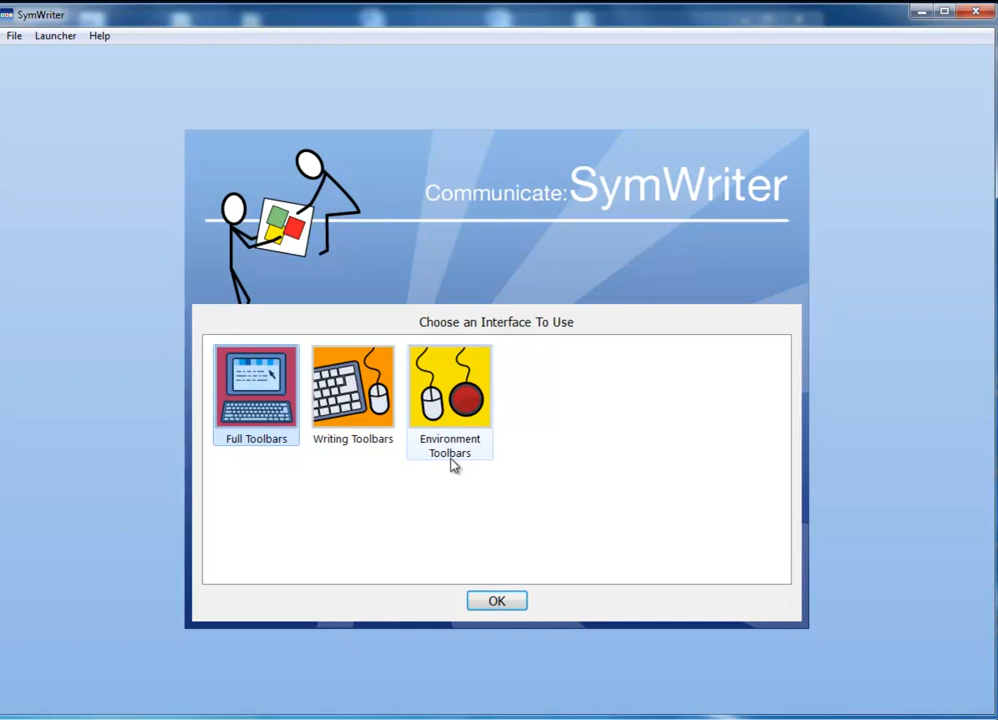 SymWriter
File Launcher Help
Communicate:SymWriter
Choose an Interface To Use
Full Toolbars
Writing Toolbars
Environment
Toolbars
OK